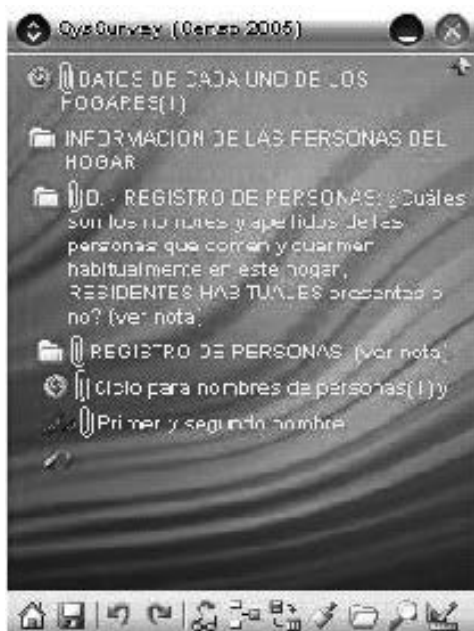 SysSurvey (Censo 2005)
DATOS DE CADA UNO DE LOS
HOGARES(1)
INFORMACION DE LAS PERSONAS DEL
HOGAR
D. - REGISTRO DE PERSONAS: ¿Cuáles
son los nombres y apellidos de las
personas que comen y duermen
habitualmente en este hogar,
RESIDENTES HABITUALES presentes o
no? (ver nota)
REGISTRO DE PERSONAS (ver nota)
Ciclo para nombres de personas(1) y
Primer y segundo nombre